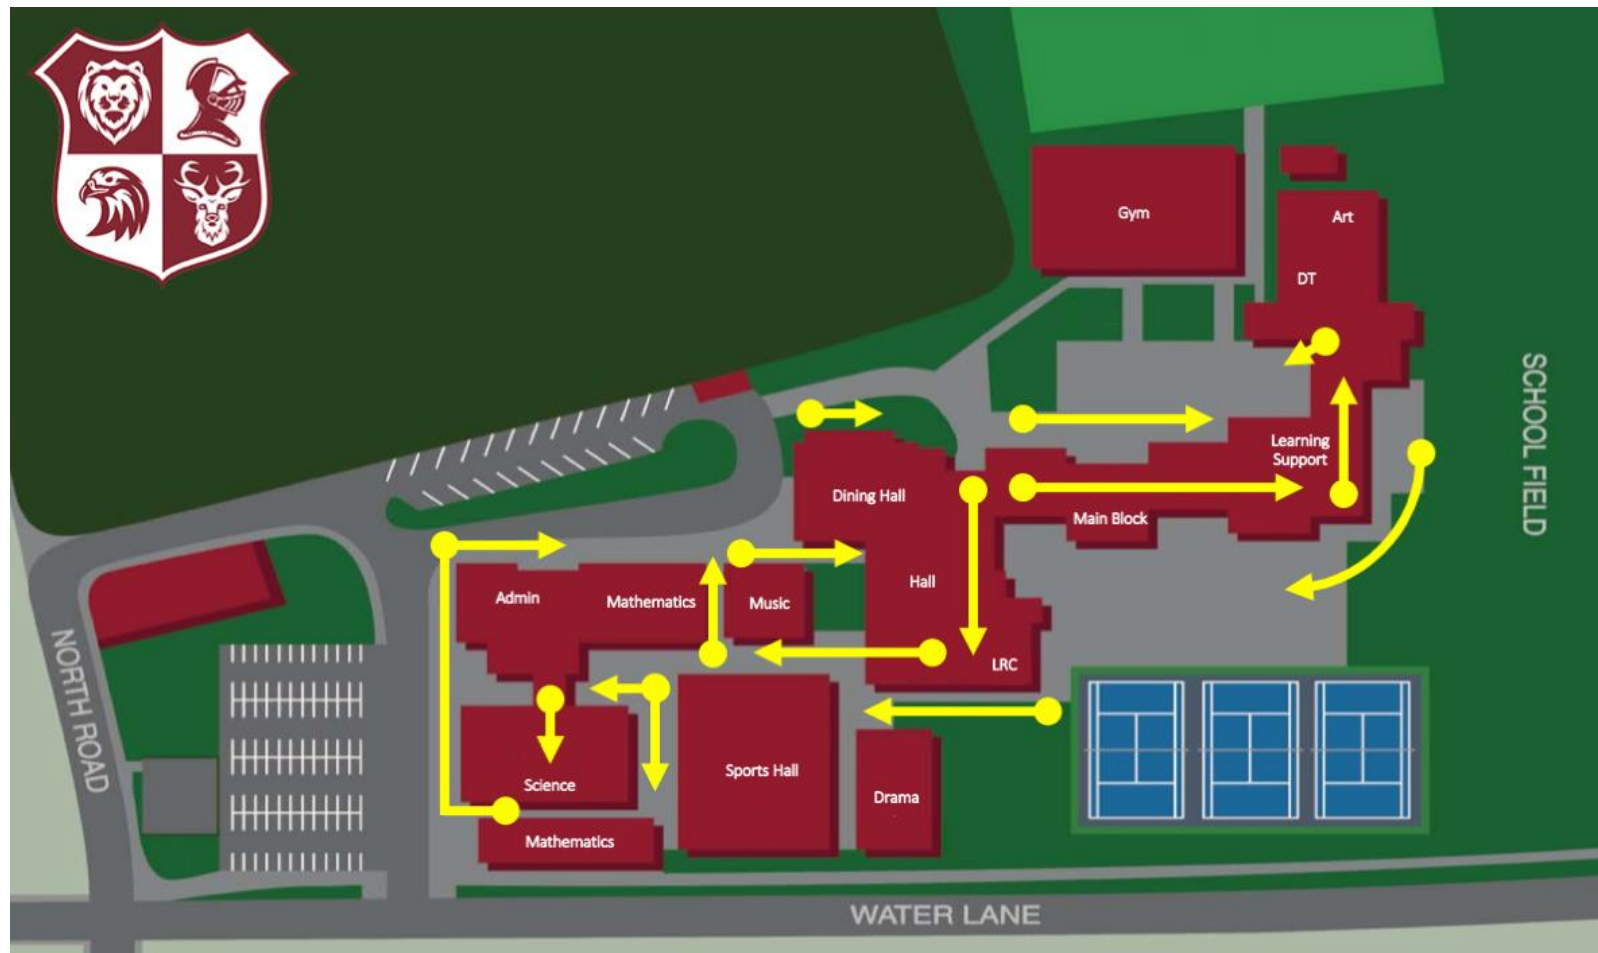 Gym
Art
DT
SCHOOL FIELD
Learning
Support
Dining Hall
Main Block
Hall
Admin
Mathematics
Music
LRC
NORTH ROAD
Science
Sports Hall
Drama
Mathematics
WATER LANE